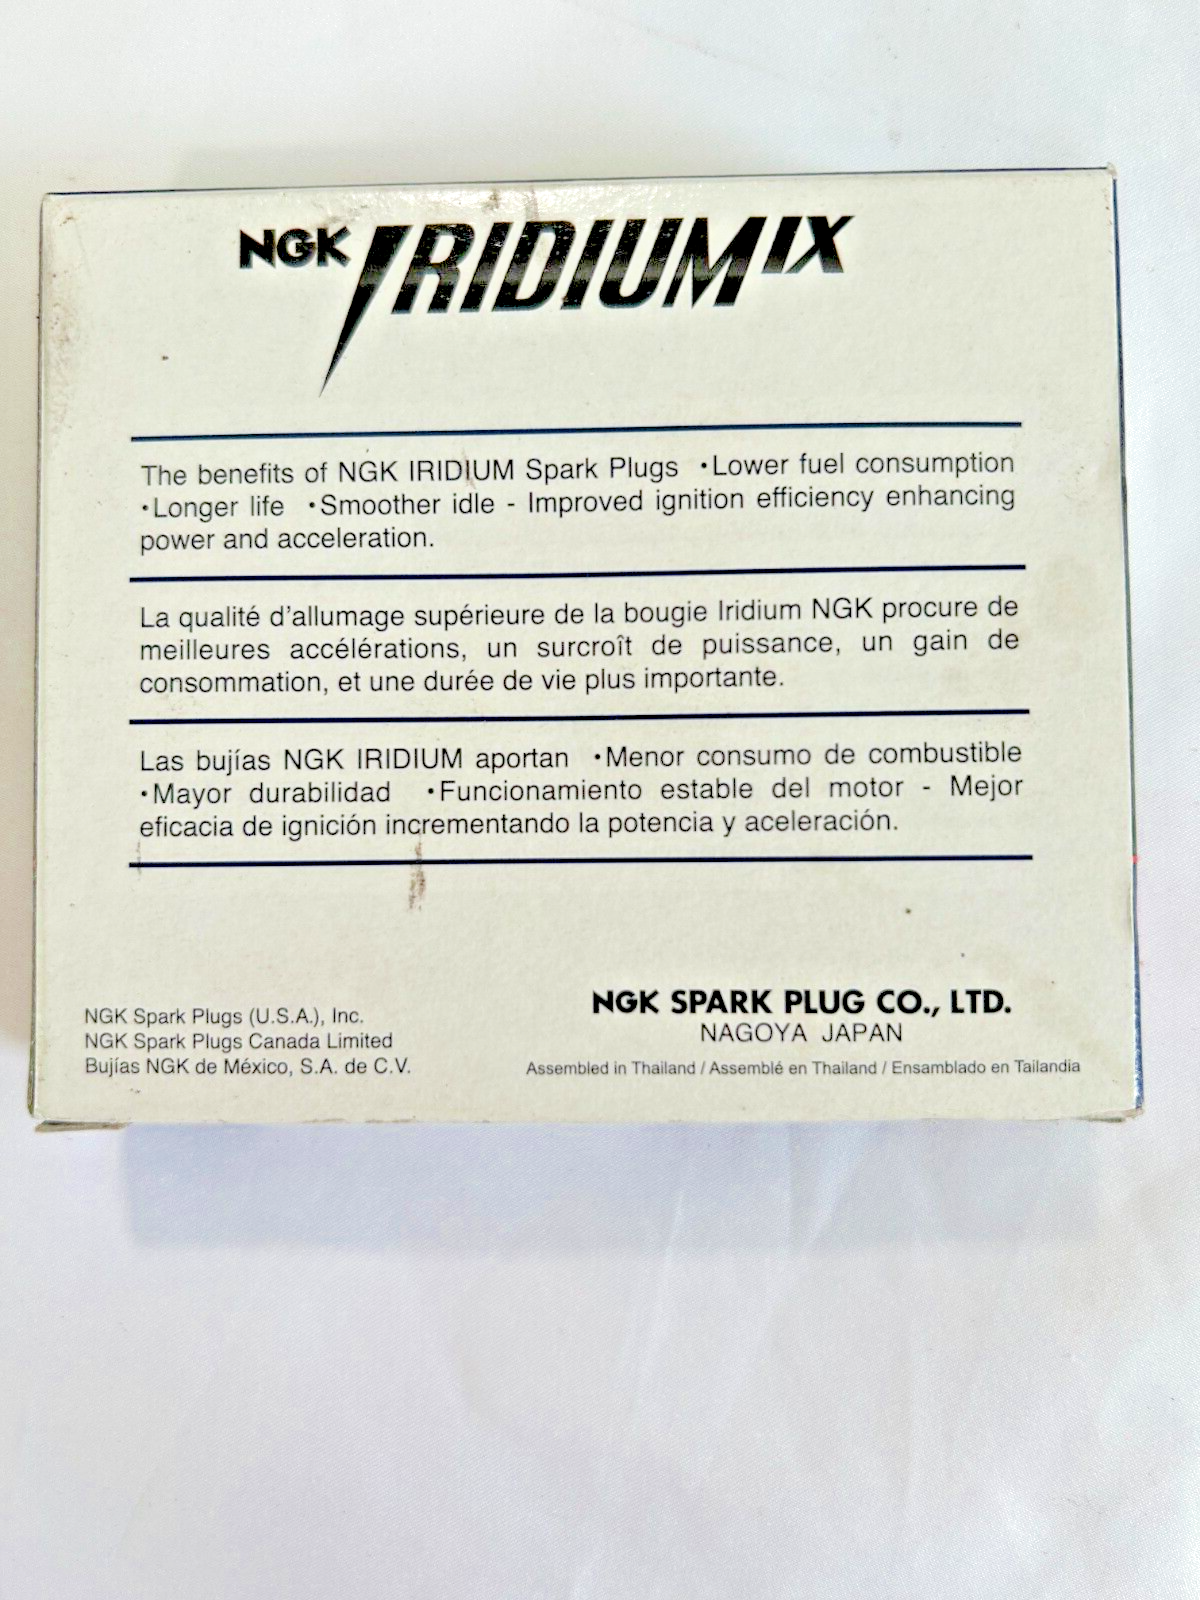 NGK IRIDIUM IX
The benefits of NGK IRIDIUM Spark Plugs •Lower fuel consumption
•Longer life •Smoother idle - Improved ignition efficiency enhancing
power and acceleration.
La qualité d'allumage supérieure de la bougie Iridium NGK procure de
meilleures accélérations, un surcroît de puissance, un gain de
consommation, et une durée de vie plus importante.
Las bujías NGK IRIDIUM aportan •Menor consumo de combustible
•Mayor durabilidad •Funcionamiento estable del motor - Mejor
eficacia de ignición incrementando la potencia y aceleración.
NGK Spark Plugs (U.S.A.), Inc.
NGK Spark Plugs Canada Limited
Bujías NGK de México, S.A. de C.V.
NGK SPARK PLUG CO., LTD.
NAGOYA JAPAN
Assembled in Thailand / Assemblé en Thailand / Ensamblado en Tailandia